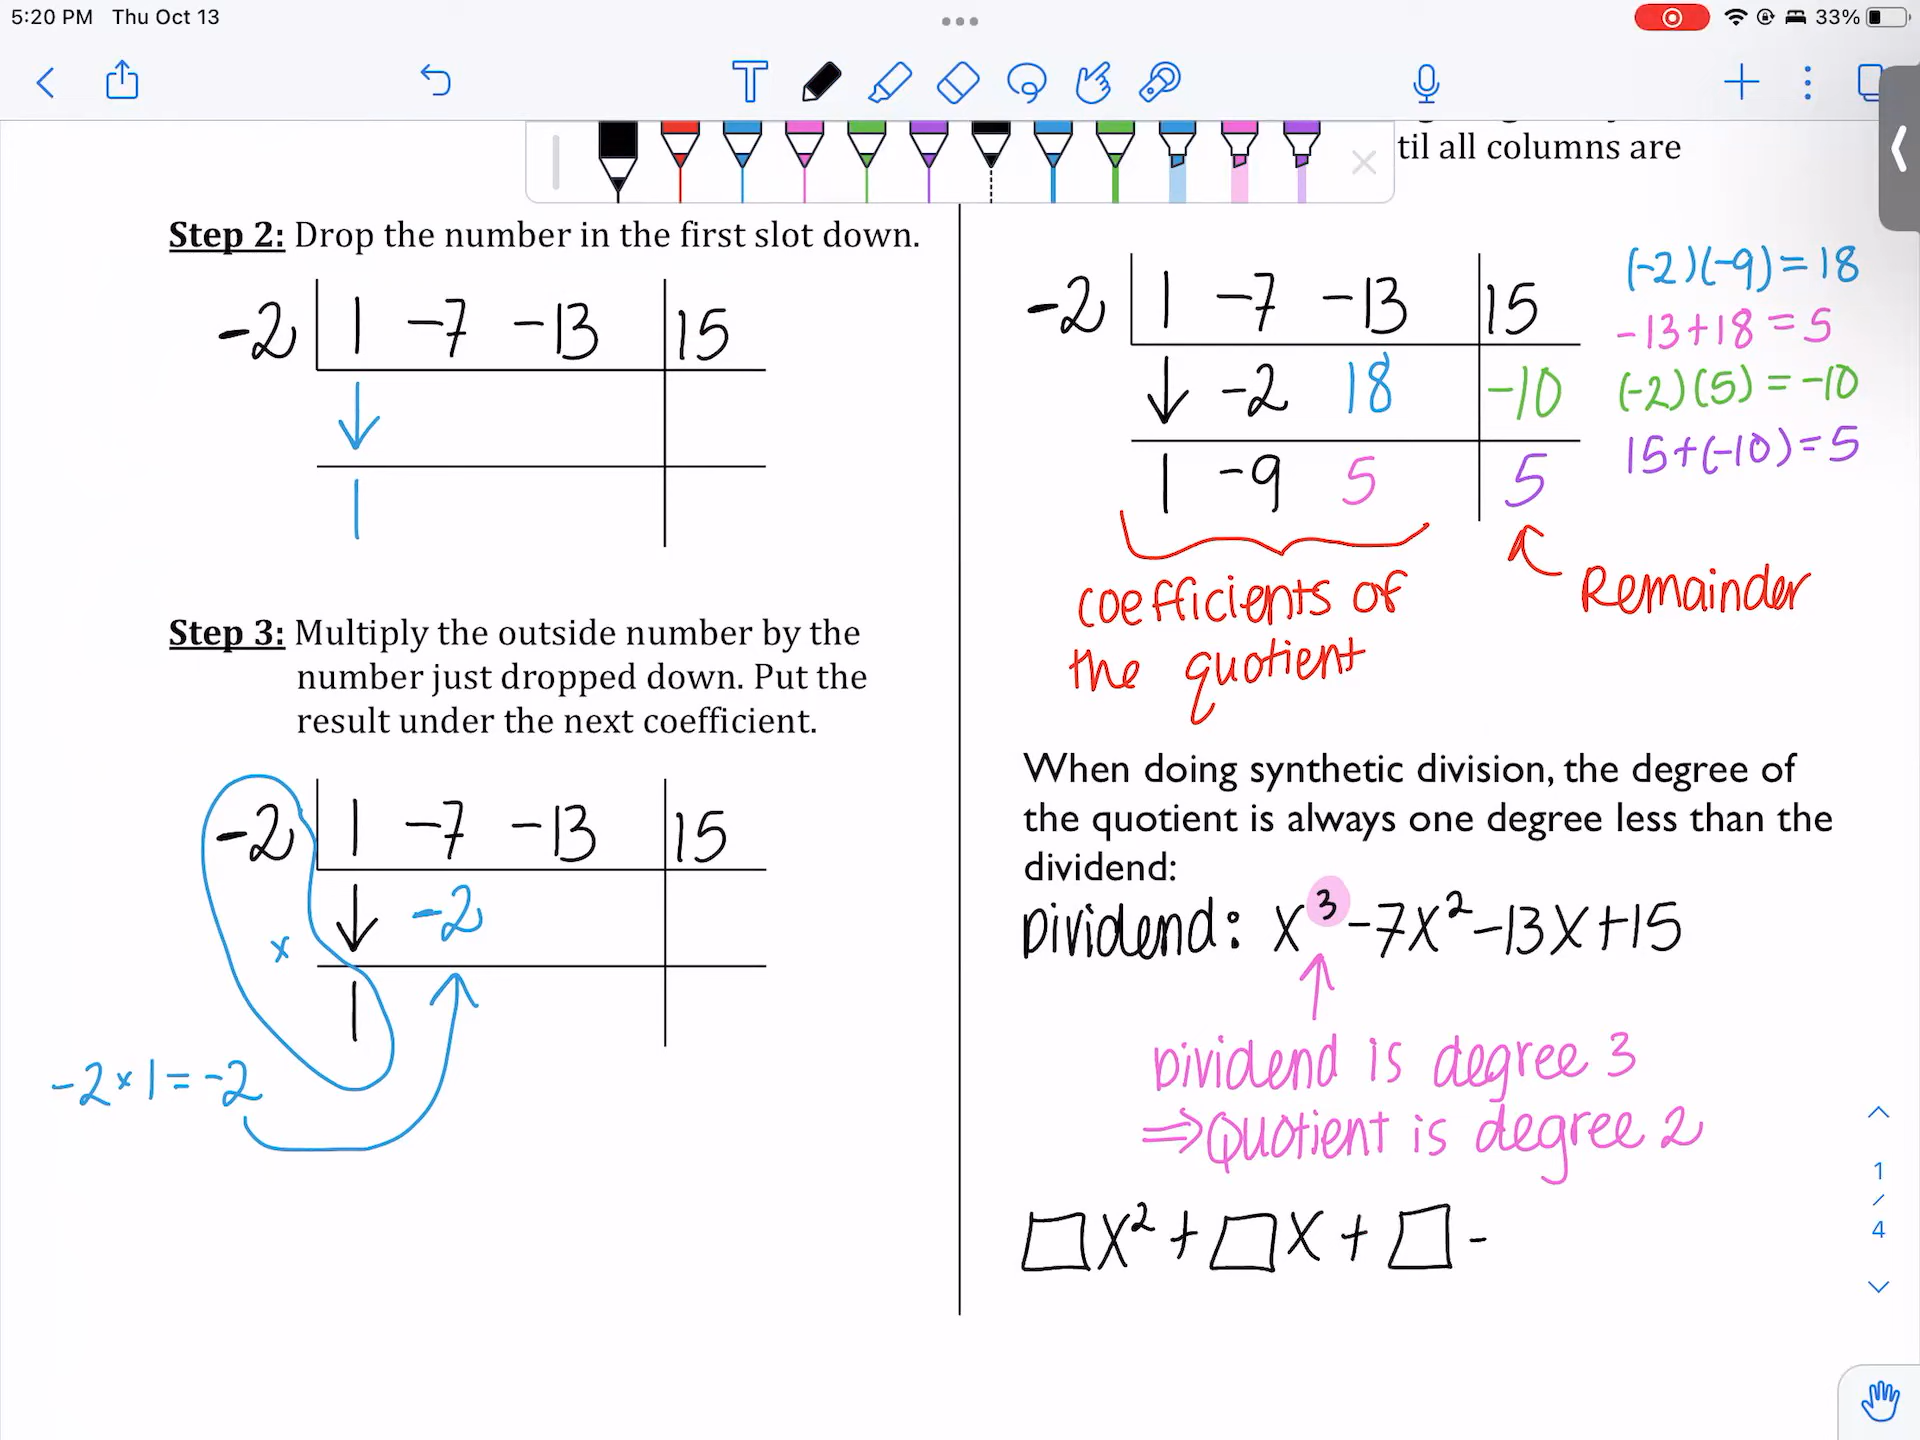 5:20 PM Thu Oct 13
33%
Step 2: Drop the number in the first slot down.
-2 1 -7 -13 15
1
Step 3: Multiply the outside number by the
number just dropped down. Put the
result under the next coefficient.
-2 1 -7 -13 15
-2
x
1
-2 × 1 = -2
til all columns are
-2 1 -7 -13 15
-2 18 -10
1 -9 5 5
(-2)(-9) = 18
-13+18 = 5
(-2)(5) = -10
15+(-10)=5
coefficients of
the quotient
Remainder
When doing synthetic division, the degree of
the quotient is always one degree less than the
dividend:
Dividend: x³-7x²-13x+15
Dividend is degree 3
⇒Quotient is degree 2
□x² + □x + □ -
1
/
4